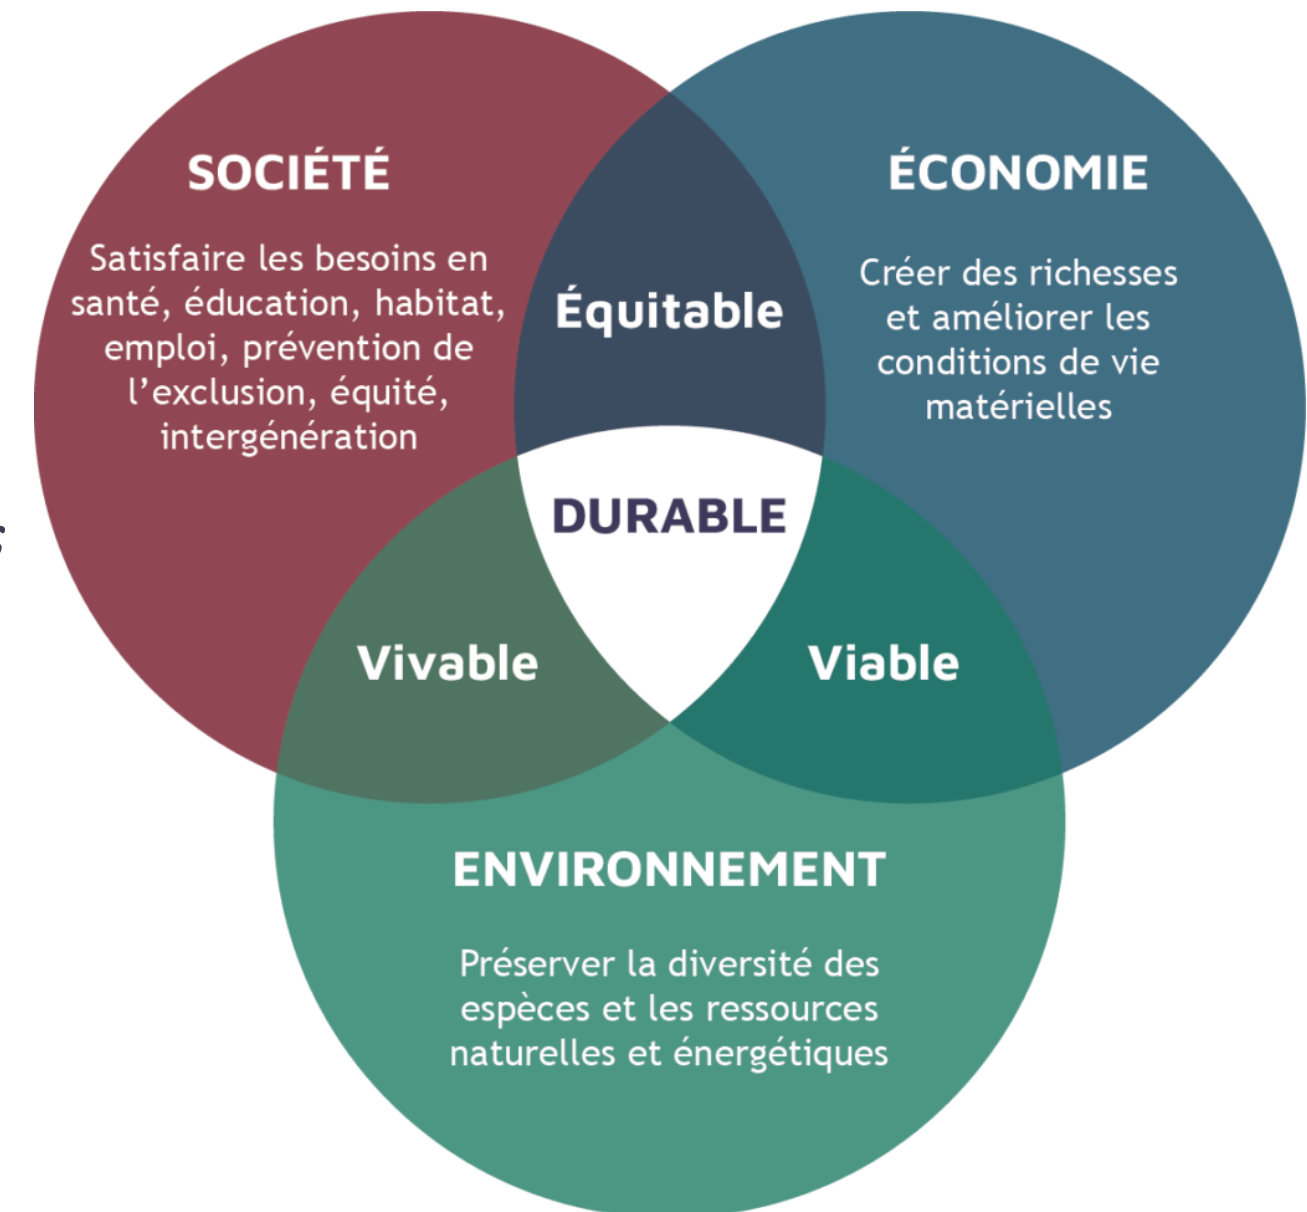 SOCIÉTÉ
Satisfaire les besoins en
santé, éducation, habitat,
emploi, prévention de
l’exclusion, équité,
intergénération
Équitable
ÉCONOMIE
Créer des richesses
et améliorer les
conditions de vie
matérielles
DURABLE
Vivable
Viable
ENVIRONNEMENT
Préserver la diversité des
espèces et les ressources
naturelles et énergétiques